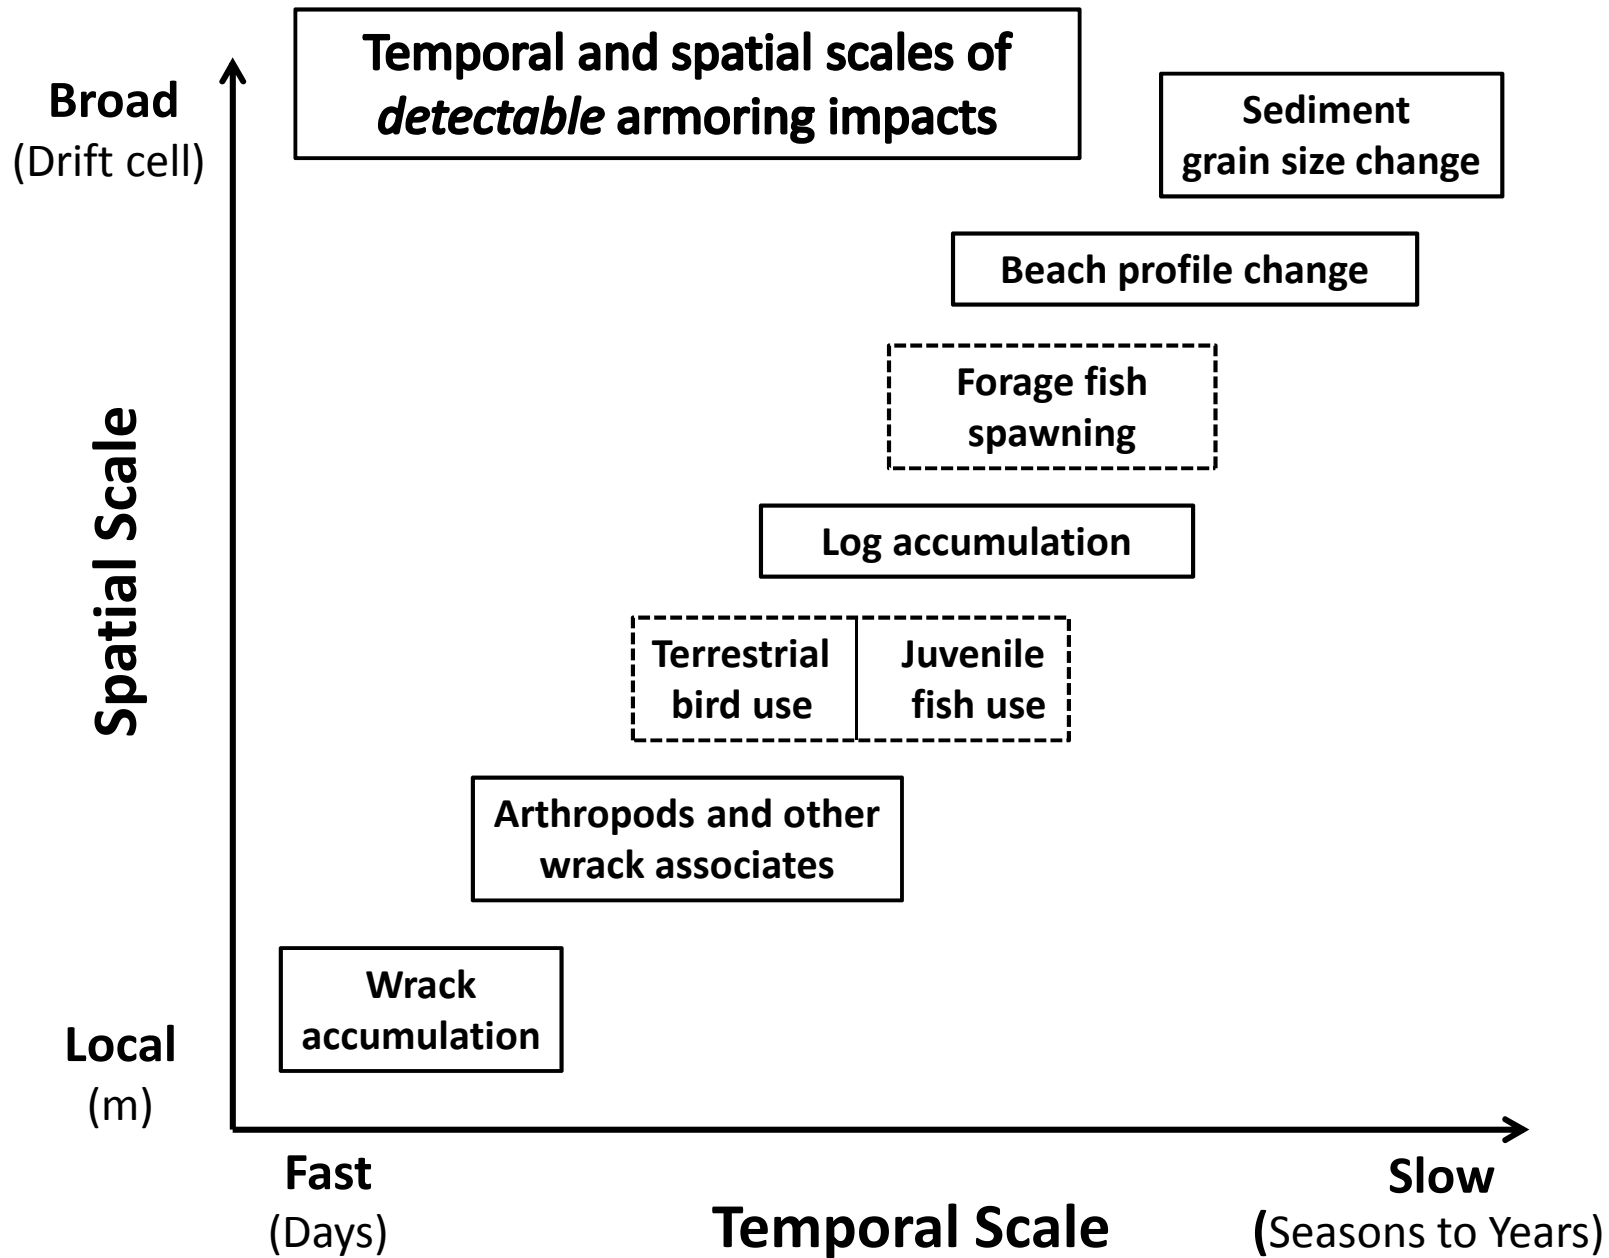 Temporal and spatial scales of
detectable armoring impacts
Broad
(Drift cell)
Sediment
grain size change
Beach profile change
Forage fish
spawning
Spatial Scale
Log accumulation
Terrestrial
bird use
Juvenile
fish use
Arthropods and other
wrack associates
Wrack
accumulation
Local
(m)
Fast
(Days)
Temporal Scale
Slow
(Seasons to Years)